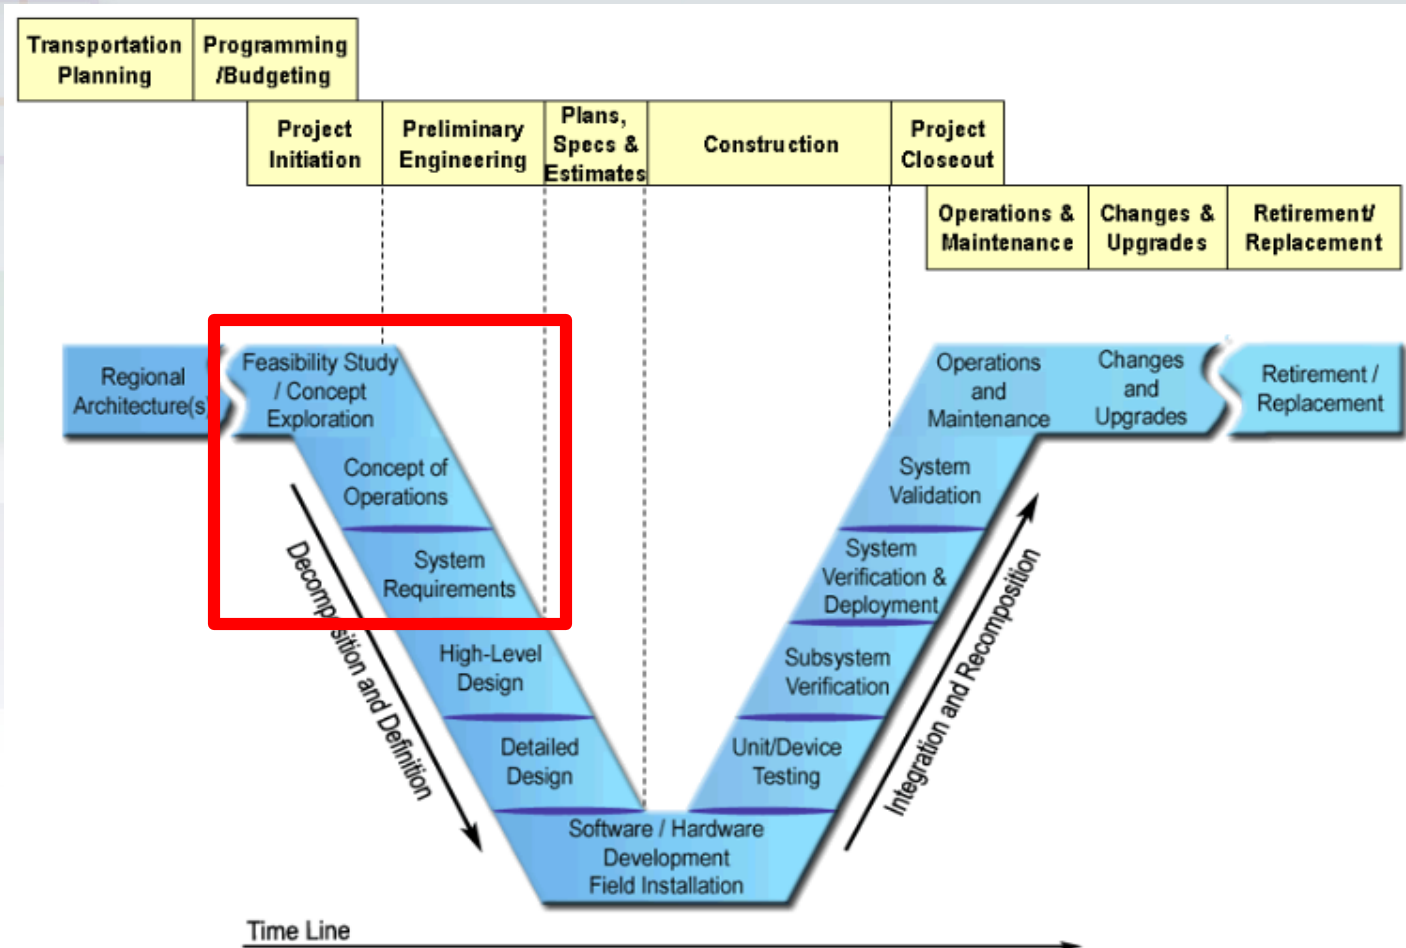 Transportation
Planning
Programming
/Budgeting
Project
Initiation
Preliminary
Engineering
Plans,
Specs &
Estimates
Construction
Project
Closeout
Operations &
Maintenance
Changes &
Upgrades
Retirement/
Replacement
Regional
Architecture(s)
Feasibility Study
/ Concept
Exploration
Concept of
Operations
System
Requirements
High-Level
Design
Detailed
Design
Software / Hardware
Development
Field Installation
Unit/Device
Testing
Subsystem
Verification
System
Verification &
Deployment
System
Validation
Operations
and
Maintenance
Changes
and
Upgrades
Retirement /
Replacement
Decomposition and Definition
Integration and Recomposition
Time Line